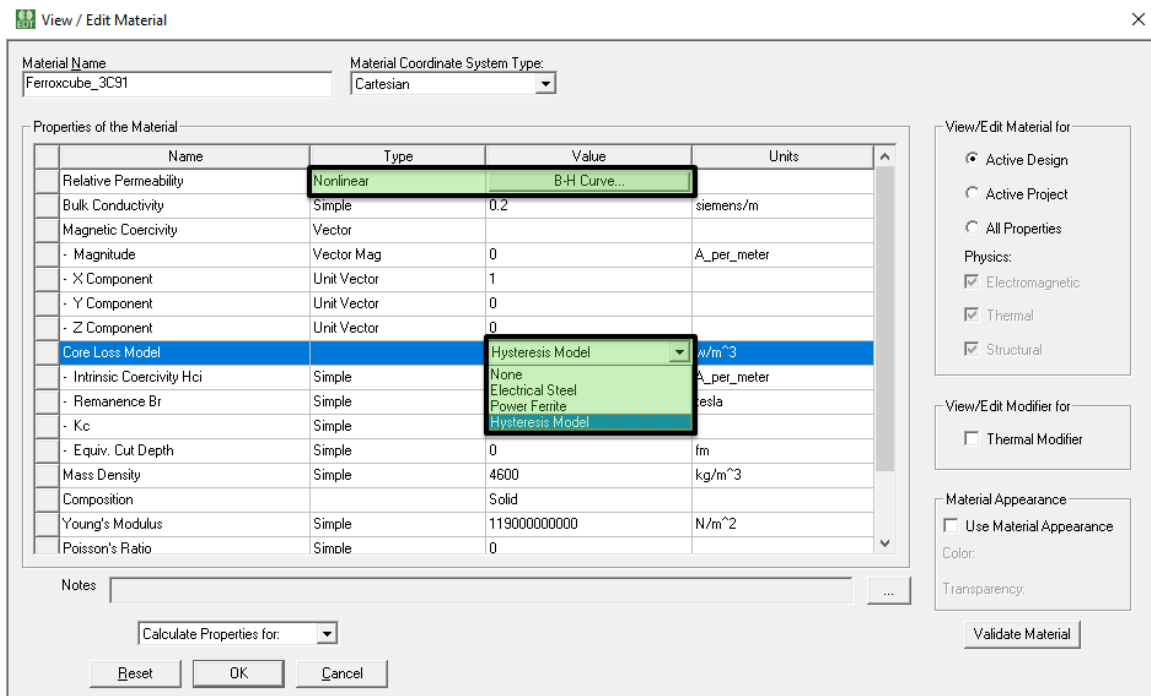 View / Edit Material
Material Name
Ferroxcube_3C91
Material Coordinate System Type:
Cartesian
Properties of the Material
Name Type Value Units
Relative Permeability Nonlinear B-H Curve...
Bulk Conductivity Simple 0.2 siemens/m
Magnetic Coercivity Vector
- Magnitude Vector Mag 0 A_per_meter
- X Component Unit Vector 1
- Y Component Unit Vector 0
- Z Component Unit Vector 0
Core Loss Model Hysteresis Model w/m^3
None
Electrical Steel
Power Ferrite
Hysteresis Model
- Intrinsic Coercivity Hci Simple A_per_meter
- Remanence Br Simple tesla
- Kc Simple
- Equiv. Cut Depth Simple 0 fm
Mass Density Simple 4600 kg/m^3
Composition Solid
Young's Modulus Simple 119000000000 N/m^2
Poisson's Ratio Simple 0
View/Edit Material for
Active Design
Active Project
All Properties
Physics:
Electromagnetic
Thermal
Structural
View/Edit Modifier for
Thermal Modifier
Material Appearance
Use Material Appearance
Color:
Transparency:
Notes
...
Calculate Properties for:
Validate Material
Reset OK Cancel